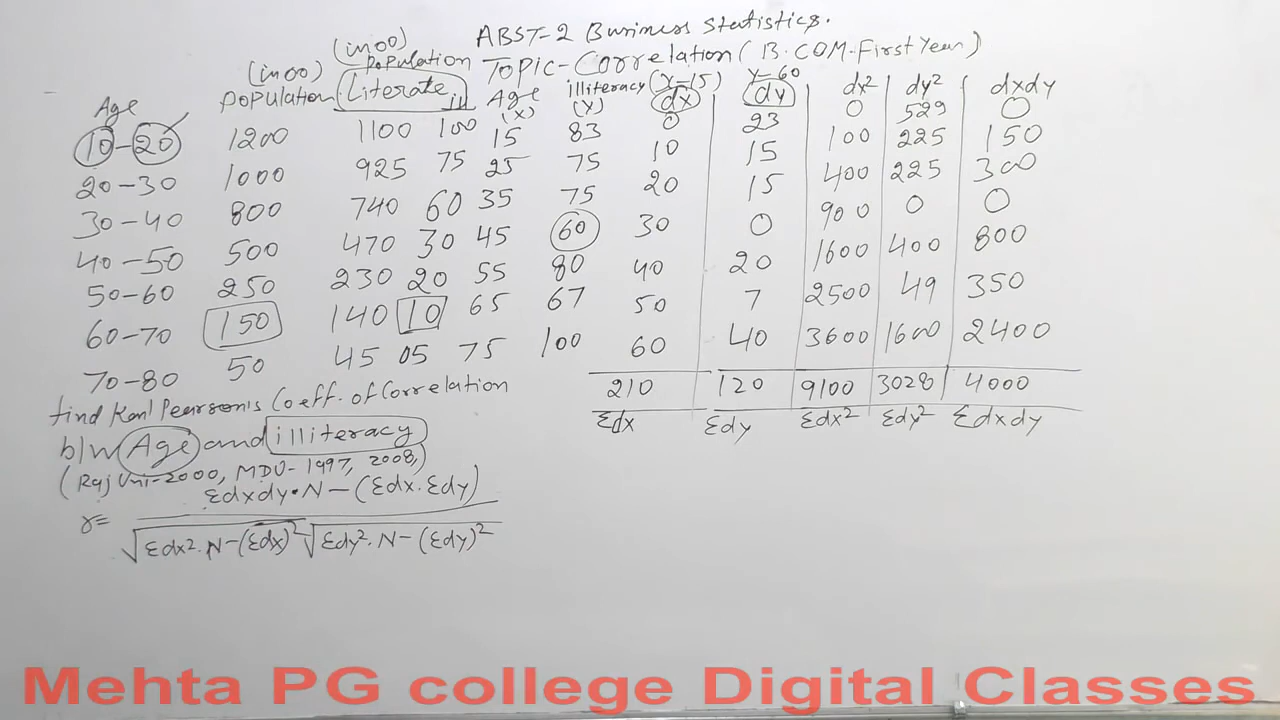 ABST-2 Business Statistics.
Topic-Correlation (B.COM-First Year)
Age (in 00) population (in 00) population Literate ill Age (x) illiteracy (Y) (x-15) dx Y-60 dy dx² dy² dxdy
10-20 1200 1100 100 15 83 0 23 0 529 0
20-30 1000 925 75 25 75 10 15 100 225 150
30-40 800 740 60 35 75 20 15 400 225 300
40-50 500 470 30 45 60 30 0 900 0 0
50-60 250 230 20 55 80 40 20 1600 400 800
60-70 150 140 10 65 67 50 7 2500 49 350
70-80 50 45 05 75 100 60 40 3600 1600 2400
210 120 9100 3028 4000
Σdx Σdy Σdx² Σdy² Σdxdy
find Karl Pearson's Coeff. of Correlation
b/w Age and illiteracy
(Raj Uni-2000, MDU-1997, 2008,)
Σdxdy.N-(Σdx.Σdy)
r=
√Σdx².N-(Σdx)² √Σdy².N-(Σdy)²
Mehta PG college Digital Classes